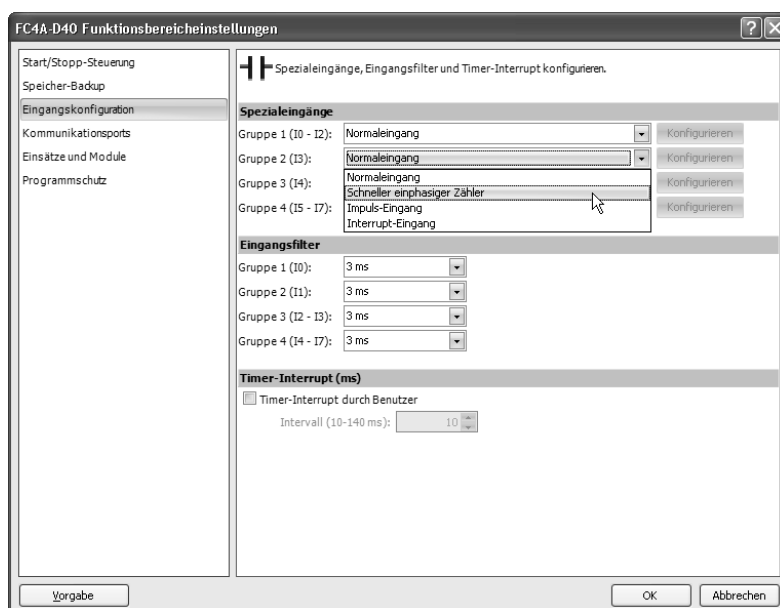 FC4A-D40 Funktionsbereicheinstellungen
Start/Stopp-Steuerung
Speicher-Backup
Eingangskonfiguration
Kommunikationsports
Einsätze und Module
Programmschutz
Spezialeingänge, Eingangsfilter und Timer-Interrupt konfigurieren.
Spezialeingänge
Gruppe 1 (I0 - I2): Normaleingang Konfigurieren
Gruppe 2 (I3): Normaleingang Konfigurieren
Normaleingang
Gruppe 3 (I4): Schneller einphasiger Zähler Konfigurieren
Gruppe 4 (I5 - I7): Impuls-Eingang Konfigurieren
Interrupt-Eingang
Eingangsfilter
Gruppe 1 (I0): 3 ms
Gruppe 2 (I1): 3 ms
Gruppe 3 (I2 - I3): 3 ms
Gruppe 4 (I4 - I7): 3 ms
Timer-Interrupt (ms)
Timer-Interrupt durch Benutzer
Intervall (10-140 ms): 10
Vorgabe OK Abbrechen